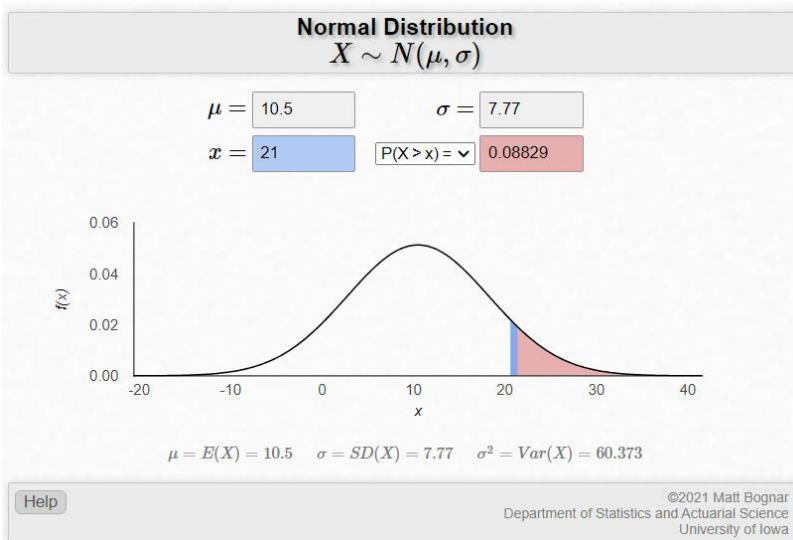 Normal Distribution
X ∼ N(μ, σ)
μ = 10.5 σ = 7.77
x = 21 P(X > x) = 0.08829
0.06
0.04
0.02
0.00
f(x)
-20 -10 0 10 20 30 40
x
μ = E(X) = 10.5 σ = SD(X) = 7.77 σ² = Var(X) = 60.373
Help
©2021 Matt Bognar
Department of Statistics and Actuarial Science
University of Iowa